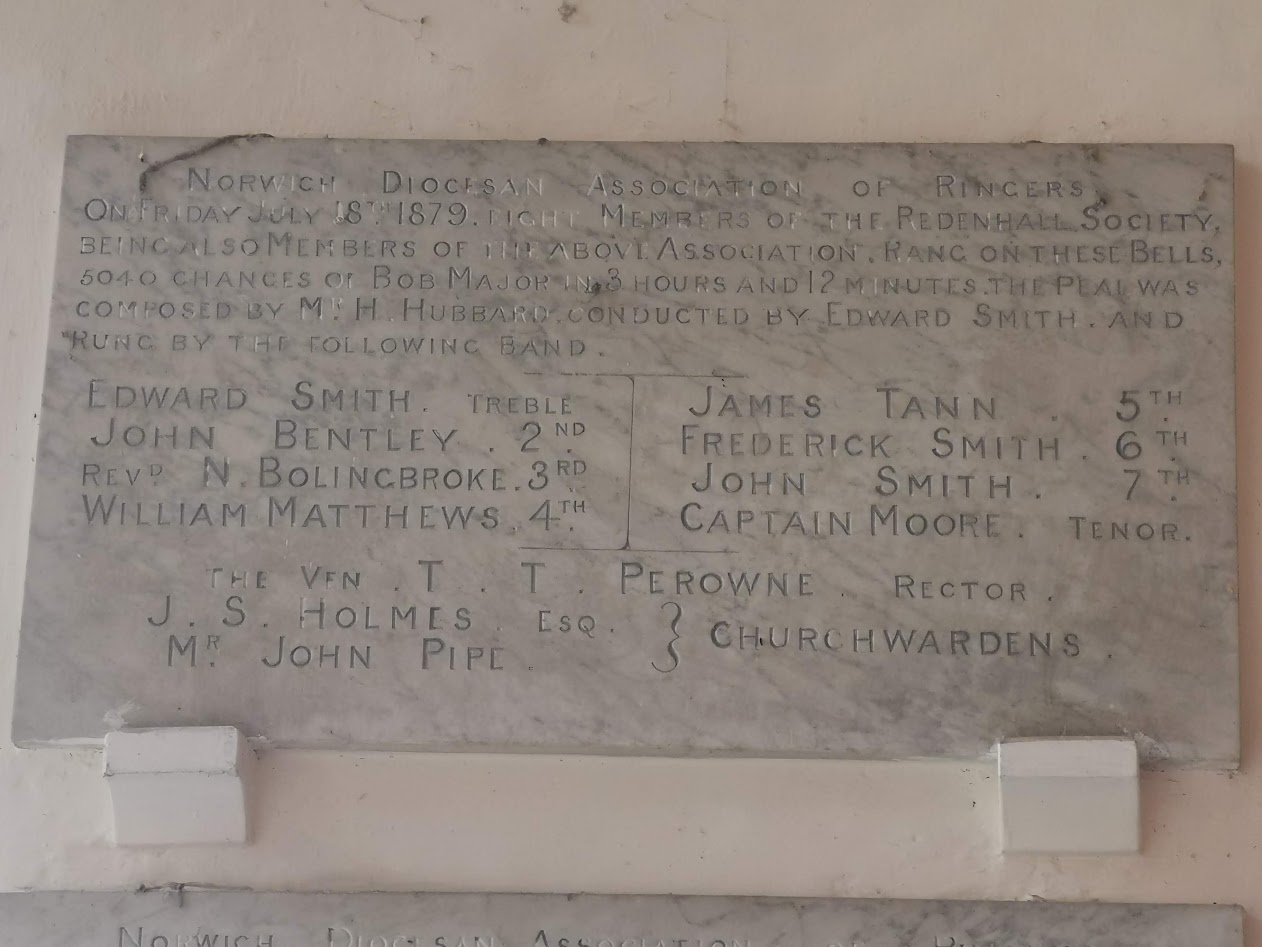 NORWICH DIOCESAN ASSOCIATION OF RINGERS
ON FRIDAY JULY 18TH 1879. EIGHT MEMBERS OF THE REDENHALL SOCIETY,
BEING ALSO MEMBERS OF THE ABOVE ASSOCIATION. RANG ON THESE BELLS,
5040 CHANGES OF BOB MAJOR IN 3 HOURS AND 12 MINUTES. THE PEAL WAS
COMPOSED BY MR. H. HUBBARD. CONDUCTED BY EDWARD SMITH. AND
RUNG BY THE FOLLOWING BAND.
EDWARD SMITH. TREBLE
JOHN BENTLEY. 2ND
REVD. N. BOLINGBROKE. 3RD
WILLIAM MATTHEWS. 4TH
JAMES TANN. 5TH
FREDERICK SMITH. 6TH
JOHN SMITH. 7TH
CAPTAIN MOORE. TENOR.
THE VEN. T. T. PEROWNE. RECTOR.
J. S. HOLMES. ESQ.
MR. JOHN PIPE.
} CHURCHWARDENS.
NORWICH DIOCESAN ASSOCIATION OF